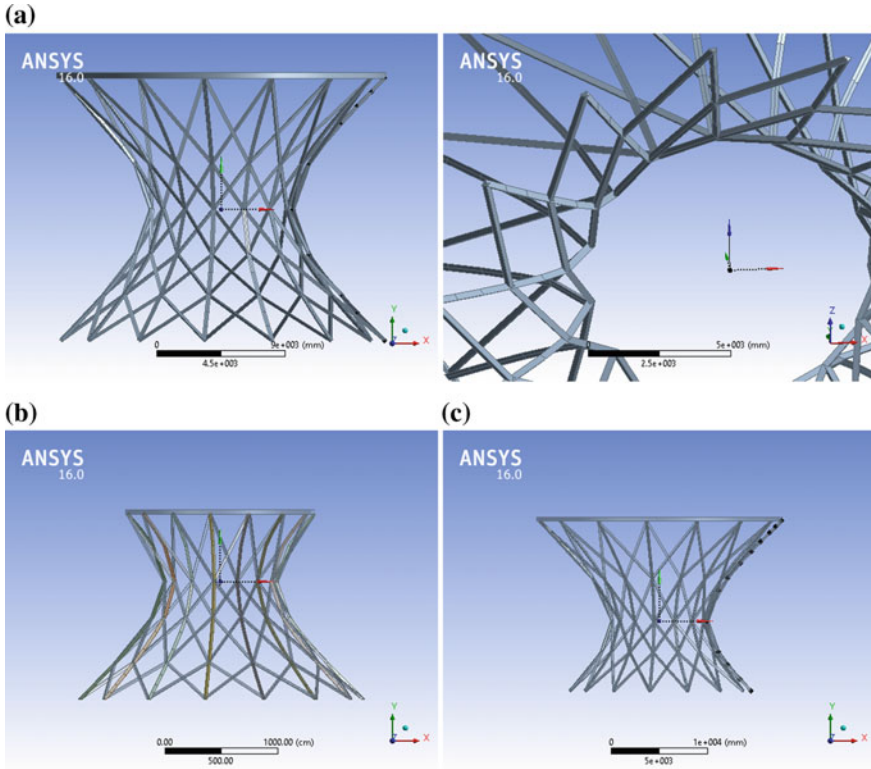 (a)
ANSYS
16.0
0
9e+003 (mm)
4.5e+003
Y
X
Z
ANSYS
16.0
5e+003 (mm)
2.5e+003
Z
X
(b)
ANSYS
16.0
0.00
1000.00 (cm)
500.00
Y
X
Z
(c)
ANSYS
16.0
0
1e+004 (mm)
5e+003
Y
X
Z